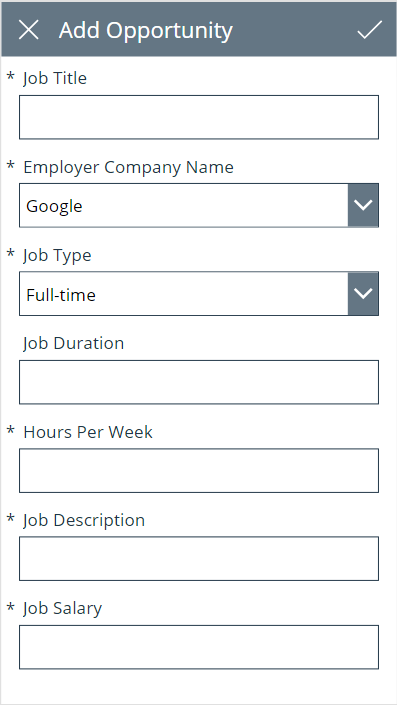 Add Opportunity
* Job Title
* Employer Company Name
Google
* Job Type
Full-time
Job Duration
* Hours Per Week
* Job Description
* Job Salary